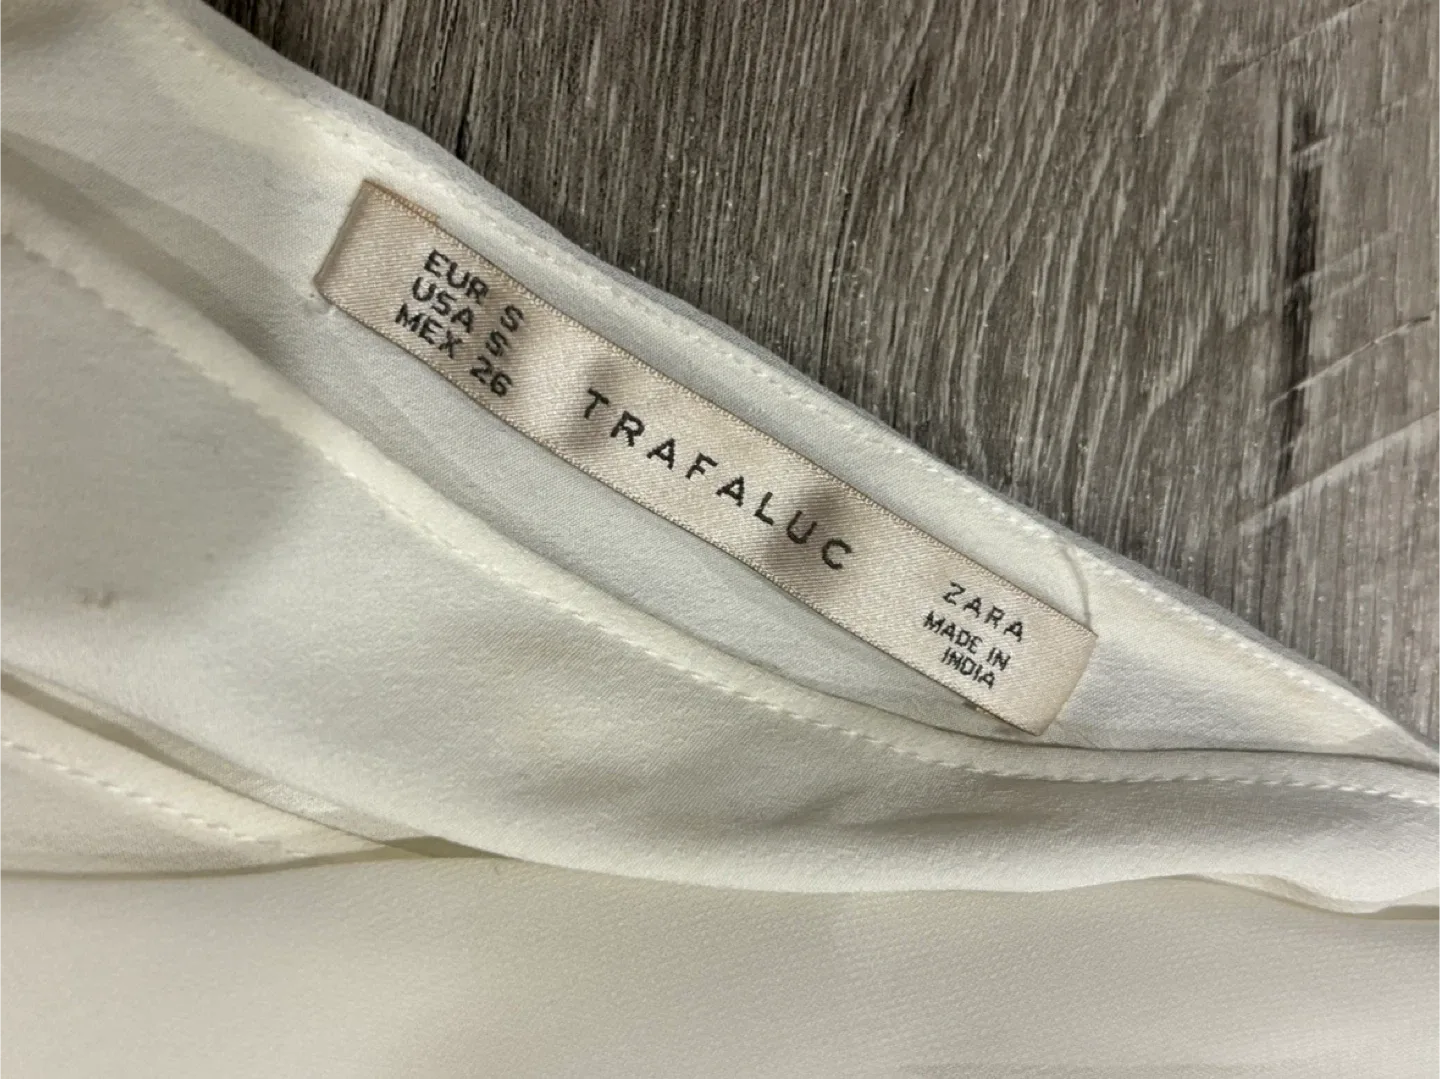 EUR S
USA S
MEX 26
TRAFALUC
ZARA
MADE IN
INDIA